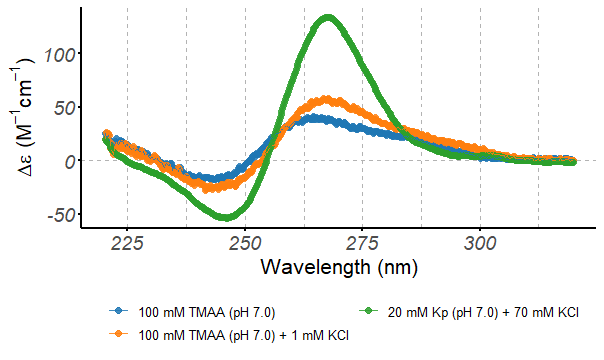 100
50
0
-50
Δε (M⁻¹cm⁻¹)
225 250 275 300
Wavelength (nm)
100 mM TMAA (pH 7.0) 20 mM Kp (pH 7.0) + 70 mM KCl
100 mM TMAA (pH 7.0) + 1 mM KCl